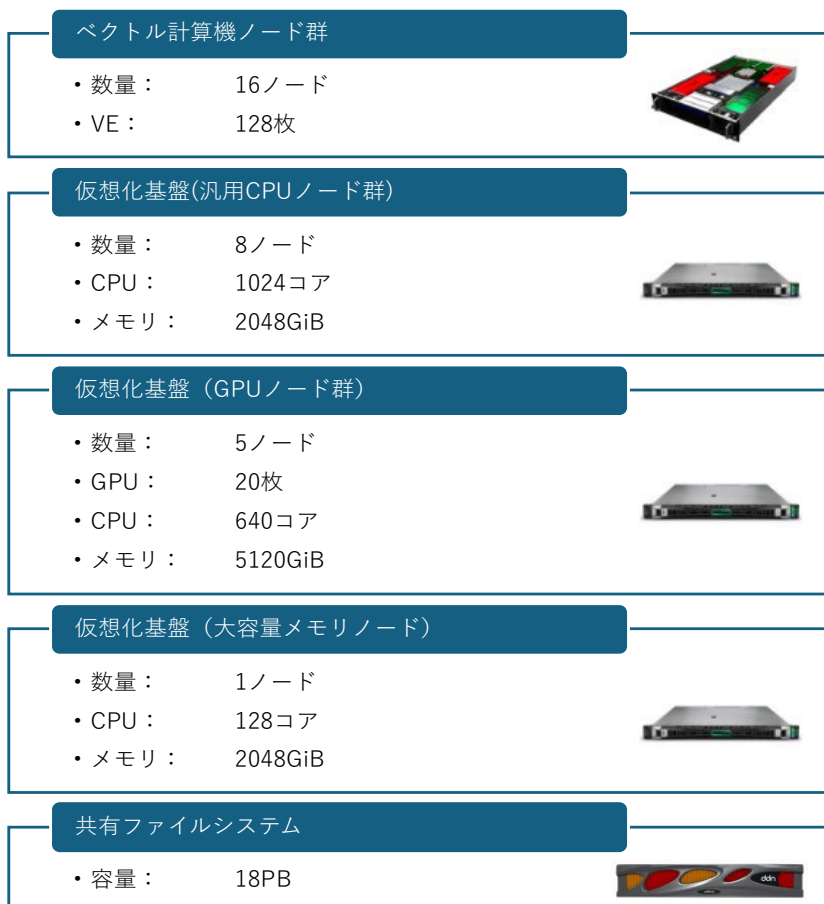 ベクトル計算機ノード群
・数量： 16ノード
・VE： 128枚
仮想化基盤(汎用CPUノード群)
・数量： 8ノード
・CPU： 1024コア
・メモリ： 2048GiB
仮想化基盤（GPUノード群）
・数量： 5ノード
・GPU： 20枚
・CPU： 640コア
・メモリ： 5120GiB
仮想化基盤（大容量メモリノード）
・数量： 1ノード
・CPU： 128コア
・メモリ： 2048GiB
共有ファイルシステム
・容量： 18PB
ddn